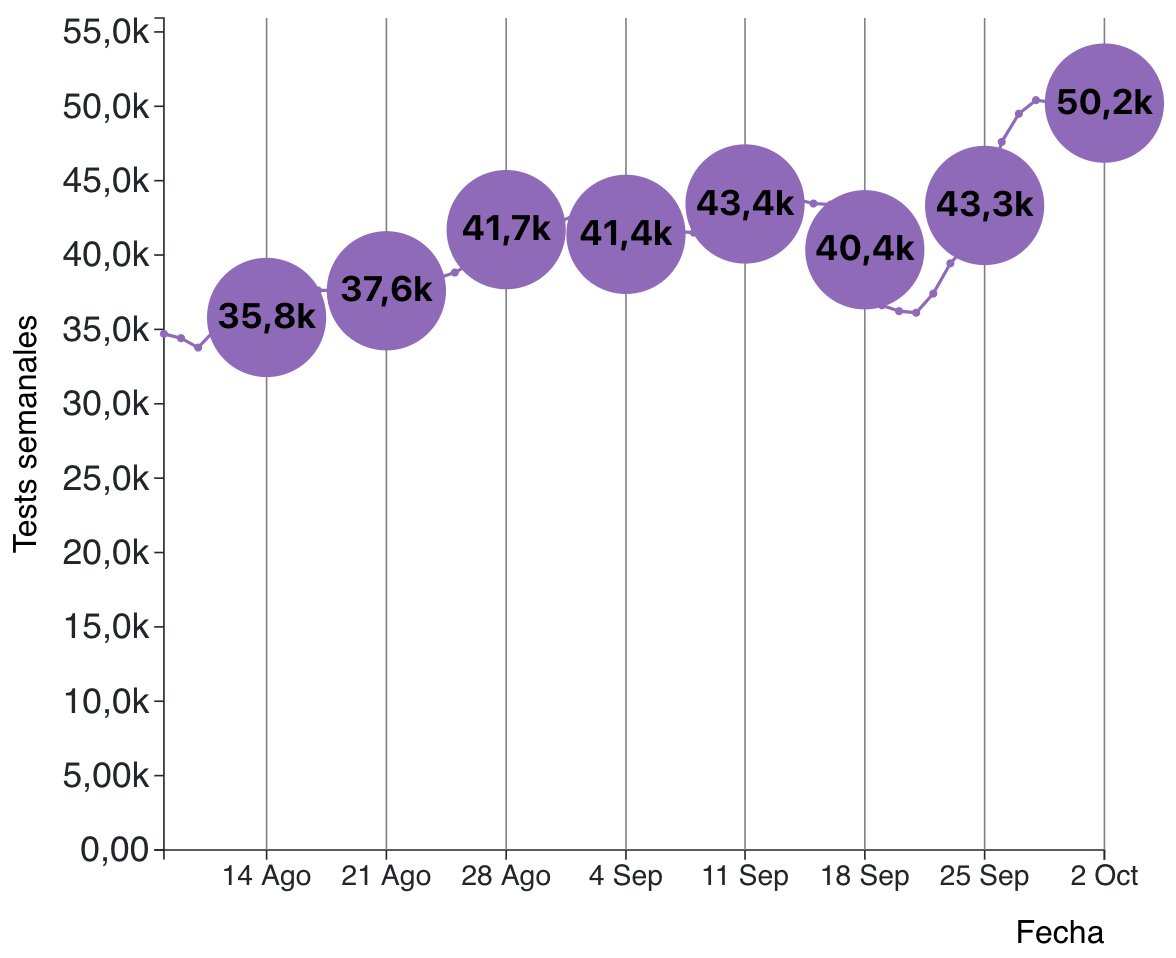 55,0k
50,0k
45,0k
40,0k
35,0k
30,0k
25,0k
20,0k
15,0k
10,0k
5,00k
0,00
Tests semanales
35,8k
37,6k
41,7k
41,4k
43,4k
40,4k
43,3k
50,2k
14 Ago
21 Ago
28 Ago
4 Sep
11 Sep
18 Sep
25 Sep
2 Oct
Fecha